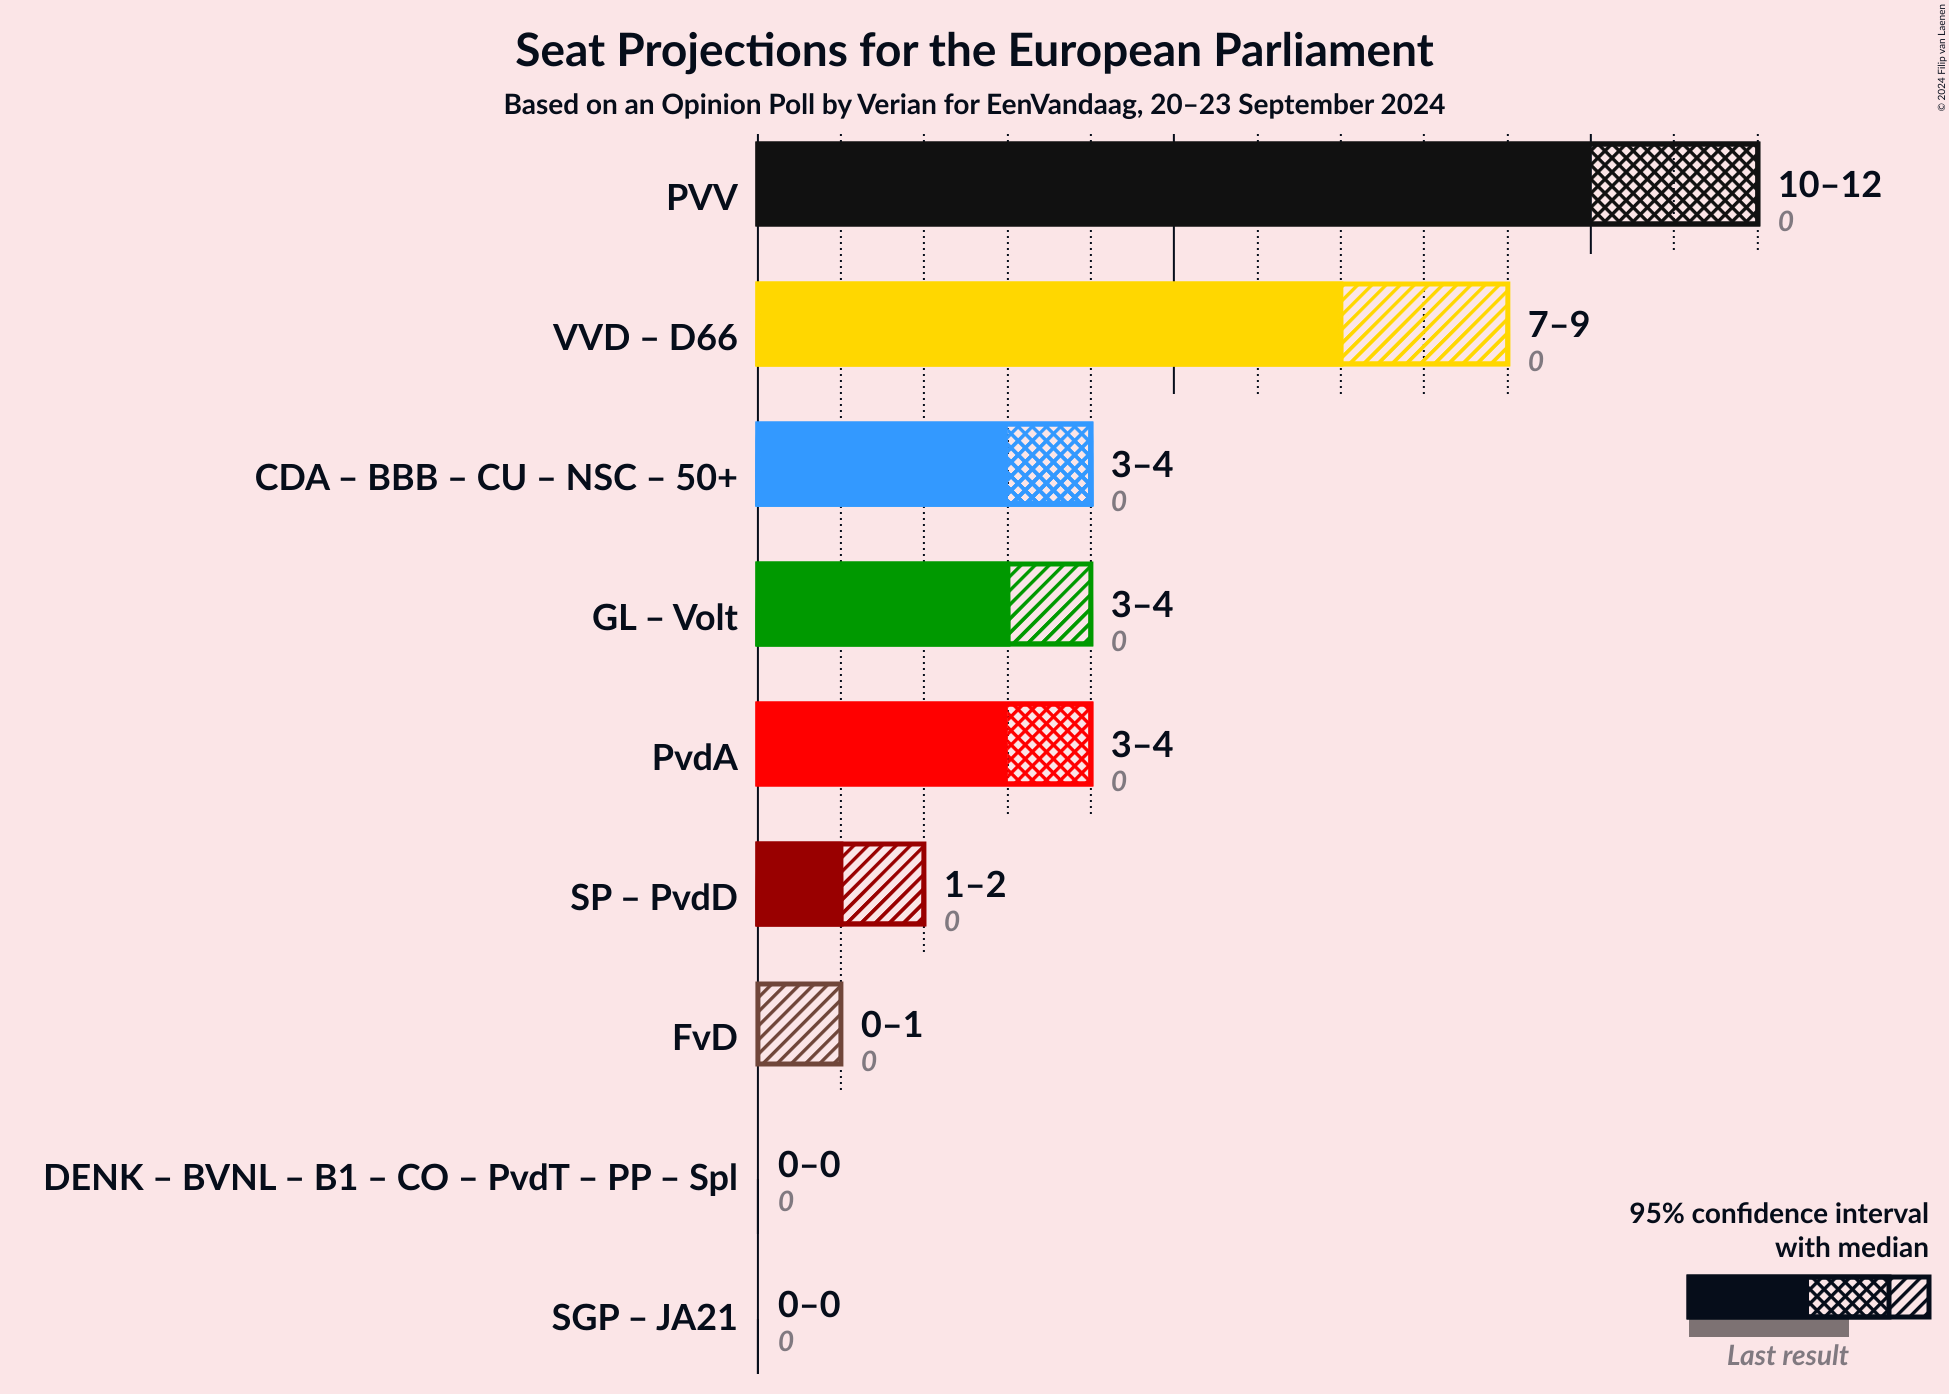 Seat Projections for the European Parliament
Based on an Opinion Poll by Verian for EenVandaag, 20–23 September 2024
© 2024 Filip van Laenen
PVV
10–12
0
VVD – D66
7–9
0
CDA – BBB – CU – NSC – 50+
3–4
0
GL – Volt
3–4
0
PvdA
3–4
0
SP – PvdD
1–2
0
FvD
0–1
0
DENK – BVNL – B1 – CO – PvdT – PP – Spl
0–0
0
SGP – JA21
0–0
0
95% confidence interval
with median
Last result